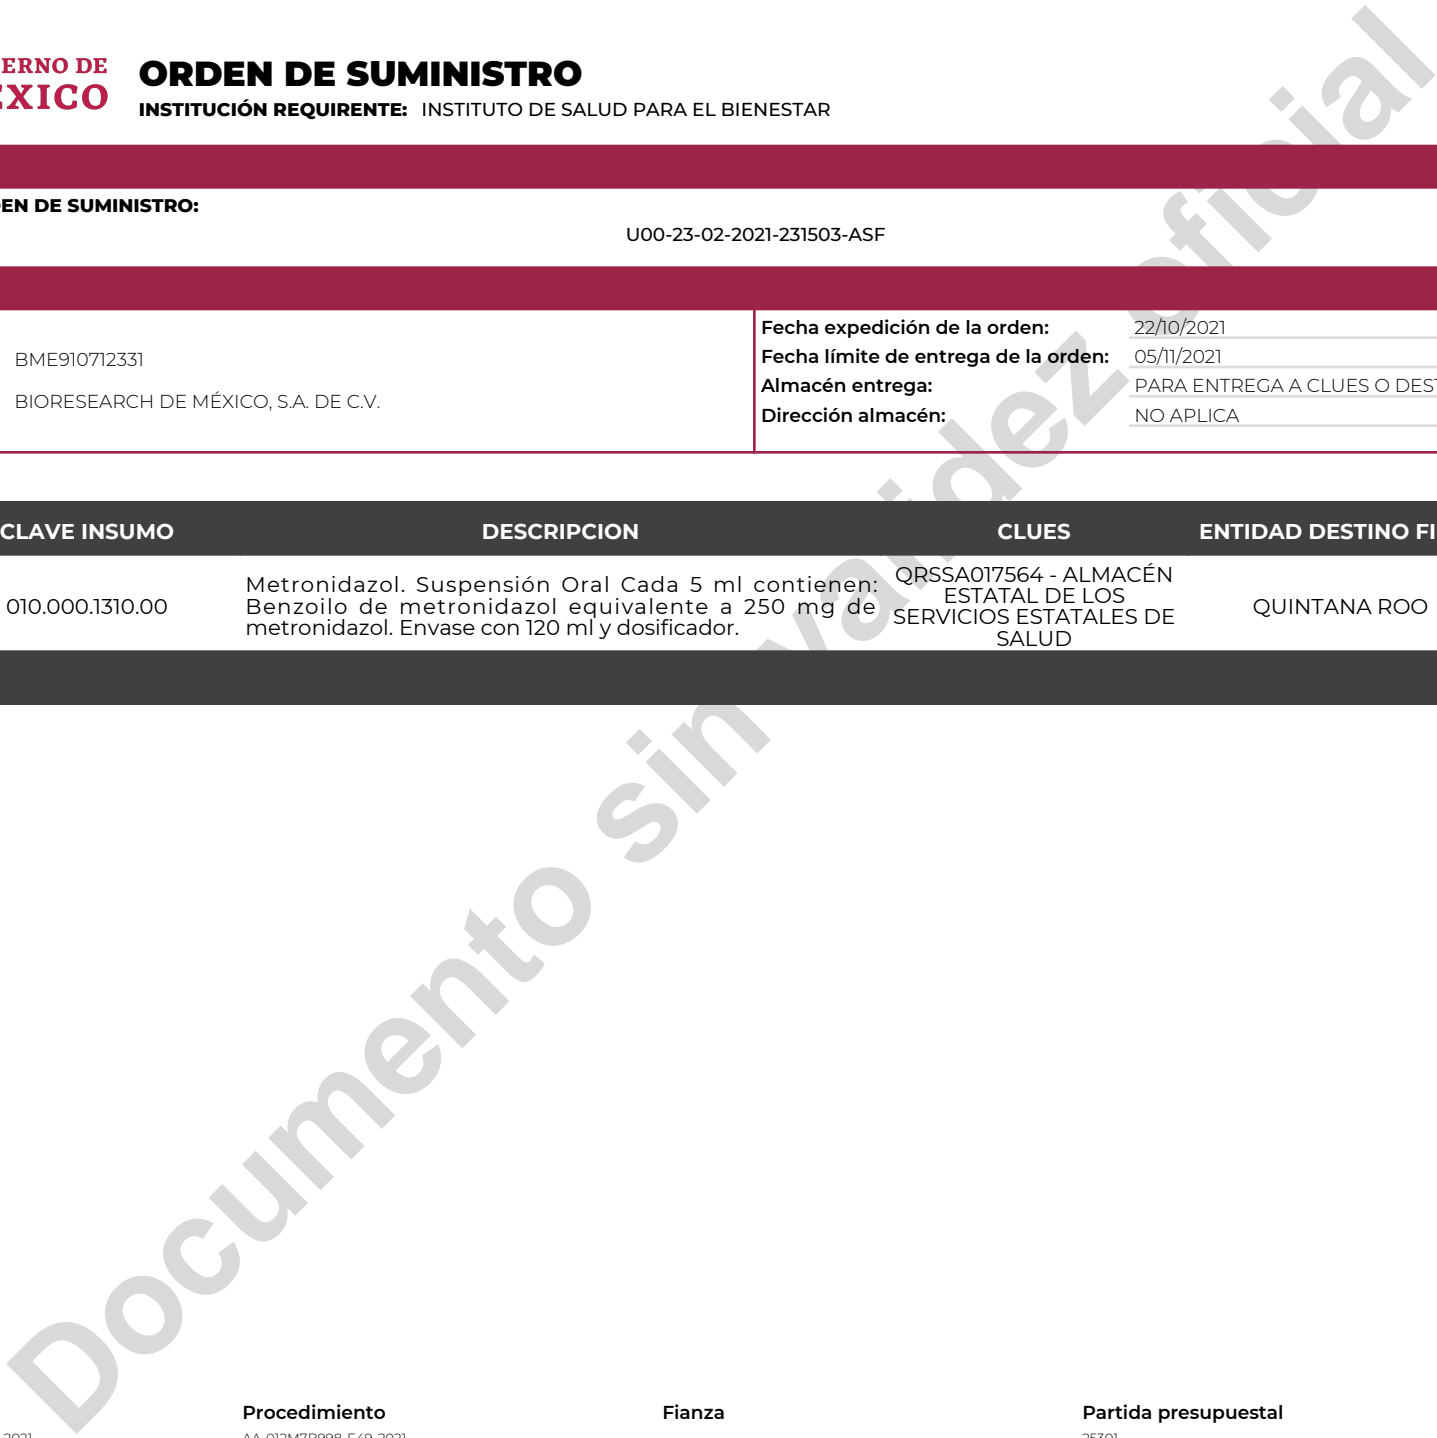 ERNO DE
ÉXICO
ORDEN DE SUMINISTRO
INSTITUCIÓN REQUIRENTE: INSTITUTO DE SALUD PARA EL BIENESTAR
EN DE SUMINISTRO:
U00-23-02-2021-231503-ASF
BME910712331
BIORESEARCH DE MÉXICO, S.A. DE C.V.
Fecha expedición de la orden: 22/10/2021
Fecha límite de entrega de la orden: 05/11/2021
Almacén entrega: PARA ENTREGA A CLUES O DEST
Dirección almacén: NO APLICA
CLAVE INSUMO DESCRIPCION CLUES ENTIDAD DESTINO FI
010.000.1310.00
Metronidazol. Suspensión Oral Cada 5 ml contienen:
Benzoilo de metronidazol equivalente a 250 mg de
metronidazol. Envase con 120 ml y dosificador.
QRSSA017564 - ALMACÉN
ESTATAL DE LOS
SERVICIOS ESTATALES DE
SALUD
QUINTANA ROO
Documento sin validez oficial
Procedimiento Fianza Partida presupuestal